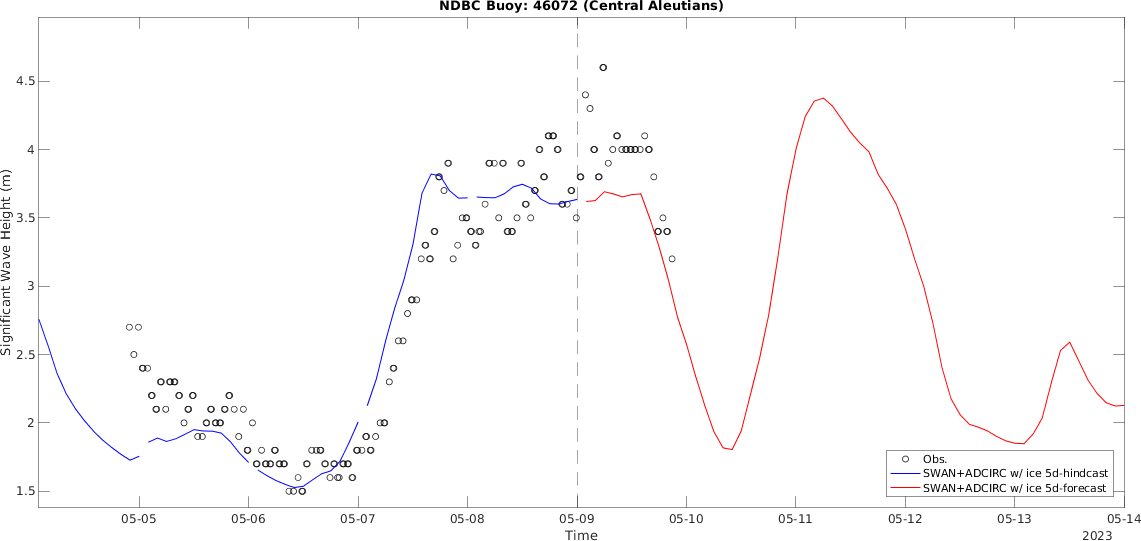 NDBC Buoy: 46072 (Central Aleutians)
Significant Wave Height (m)
4.5
4
3.5
3
2.5
2
1.5
Obs.
SWAN+ADCIRC w/ ice 5d-hindcast
SWAN+ADCIRC w/ ice 5d-forecast
05-05 05-06 05-07 05-08 05-09 05-10 05-11 05-12 05-13 05-14
Time
2023